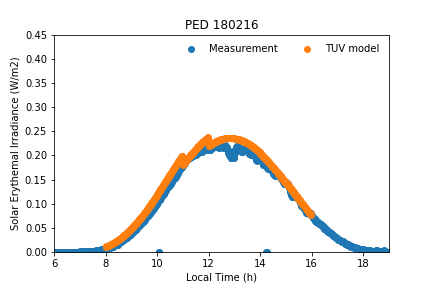 PED 180216
Measurement
TUV model
Solar Erythemal Irradiance (W/m2)
0.45
0.40
0.35
0.30
0.25
0.20
0.15
0.10
0.05
0.00
6 8 10 12 14 16 18
Local Time (h)